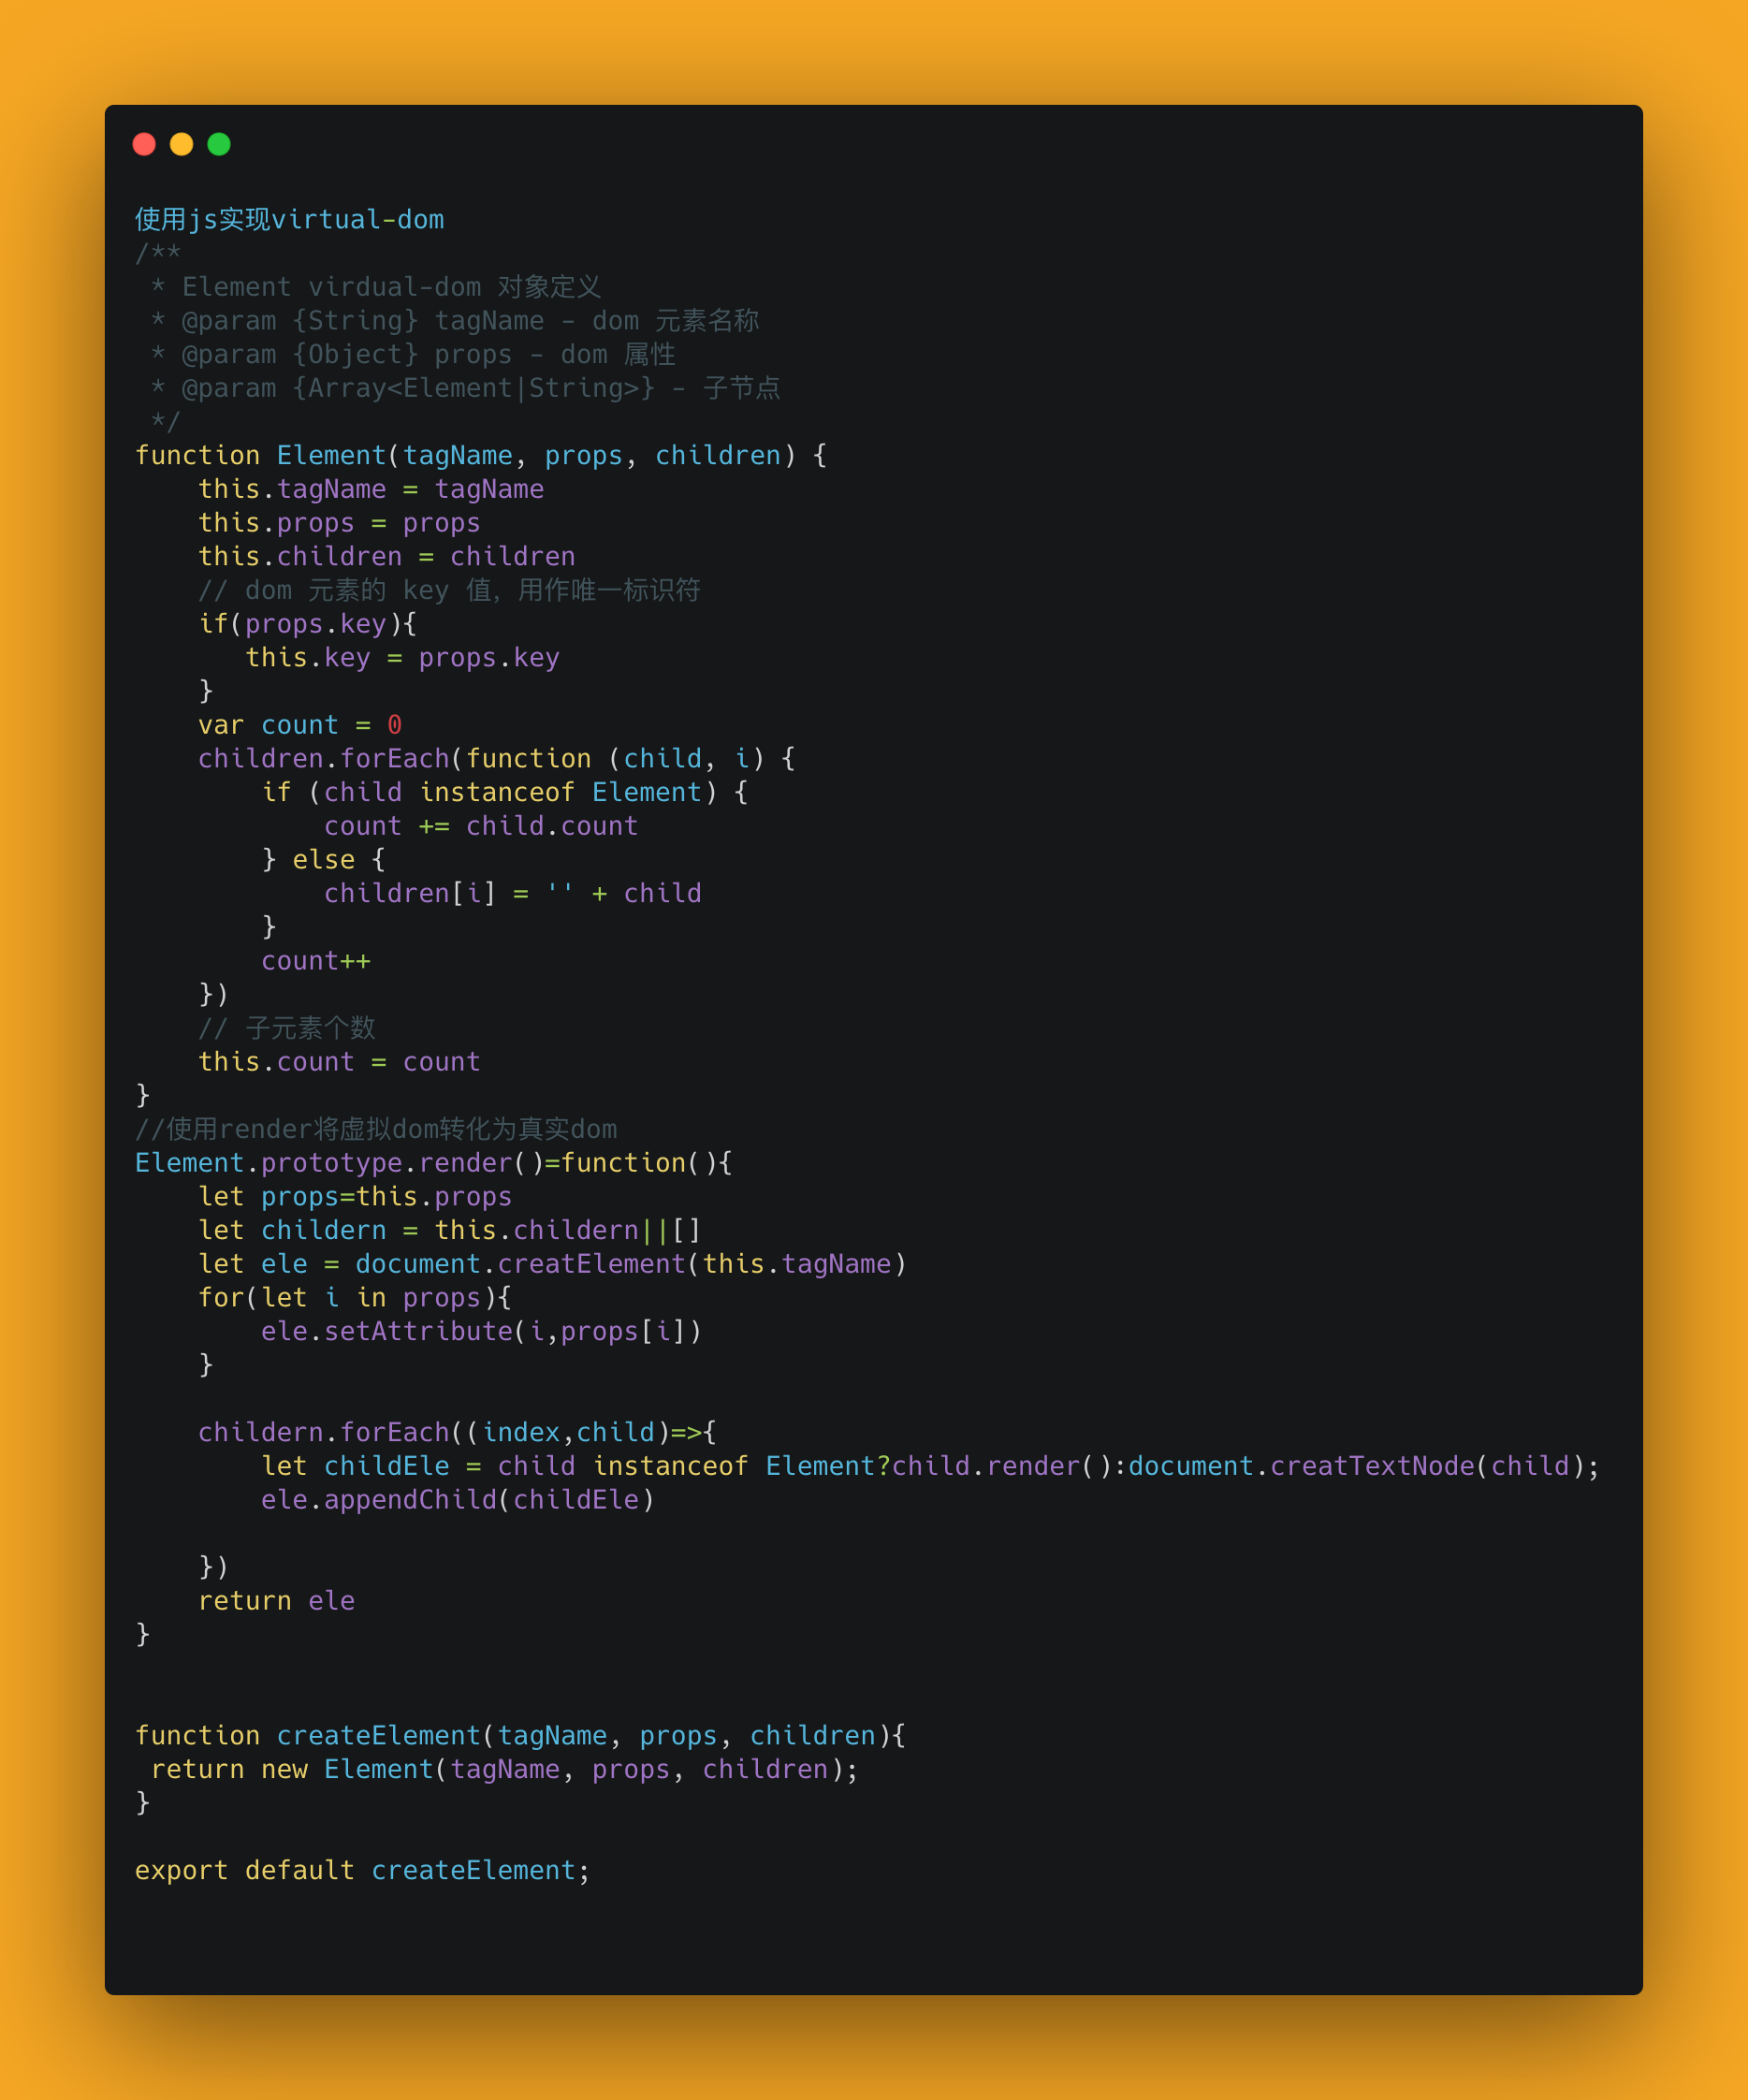 使用js实现virtual-dom
/**
 * Element virdual-dom 对象定义
 * @param {String} tagName - dom 元素名称
 * @param {Object} props - dom 属性
 * @param {Array<Element|String>} - 子节点
 */
function Element(tagName, props, children) {
    this.tagName = tagName
    this.props = props
    this.children = children
    // dom 元素的 key 值，用作唯一标识符
    if(props.key){
       this.key = props.key
    }
    var count = 0
    children.forEach(function (child, i) {
        if (child instanceof Element) {
            count += child.count
        } else {
            children[i] = '' + child
        }
        count++
    })
    // 子元素个数
    this.count = count
}
//使用render将虚拟dom转化为真实dom
Element.prototype.render()=function(){
    let props=this.props
    let childern = this.childern||[]
    let ele = document.creatElement(this.tagName)
    for(let i in props){
        ele.setAttribute(i,props[i])
    }

    childern.forEach((index,child)=>{
        let childEle = child instanceof Element?child.render():document.creatTextNode(child);
        ele.appendChild(childEle)

    })
    return ele
}


function createElement(tagName, props, children){
 return new Element(tagName, props, children);
}

export default createElement;